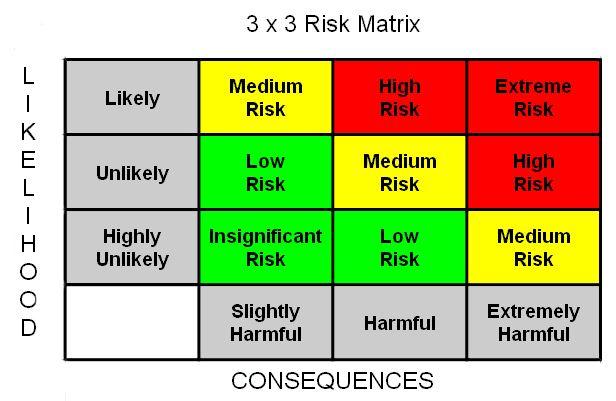 3 x 3 Risk Matrix
LIKELIHOOD
Likely
Medium
Risk
High
Risk
Extreme
Risk
Unlikely
Low
Risk
Medium
Risk
High
Risk
Highly
Unlikely
Insignificant
Risk
Low
Risk
Medium
Risk
Slightly
Harmful
Harmful
Extremely
Harmful
CONSEQUENCES